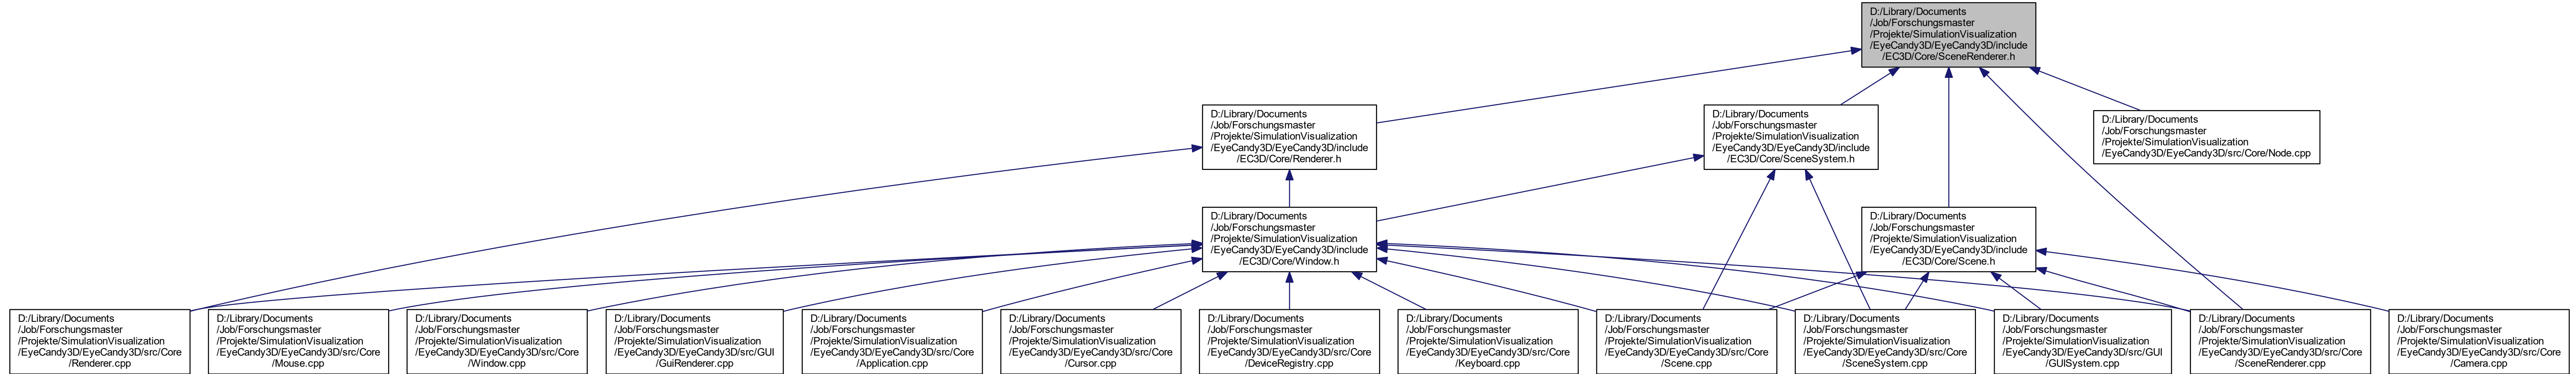 D:/Library/Documents
/Job/Forschungsmaster
/Projekte/SimulationVisualization
/EyeCandy3D/EyeCandy3D/include
/EC3D/Core/SceneRenderer.h
D:/Library/Documents
/Job/Forschungsmaster
/Projekte/SimulationVisualization
/EyeCandy3D/EyeCandy3D/include
/EC3D/Core/Renderer.h
D:/Library/Documents
/Job/Forschungsmaster
/Projekte/SimulationVisualization
/EyeCandy3D/EyeCandy3D/include
/EC3D/Core/SceneSystem.h
D:/Library/Documents
/Job/Forschungsmaster
/Projekte/SimulationVisualization
/EyeCandy3D/EyeCandy3D/src/Core/Node.cpp
D:/Library/Documents
/Job/Forschungsmaster
/Projekte/SimulationVisualization
/EyeCandy3D/EyeCandy3D/include
/EC3D/Core/Window.h
D:/Library/Documents
/Job/Forschungsmaster
/Projekte/SimulationVisualization
/EyeCandy3D/EyeCandy3D/include
/EC3D/Core/Scene.h
D:/Library/Documents
/Job/Forschungsmaster
/Projekte/SimulationVisualization
/EyeCandy3D/EyeCandy3D/src/Core
/Renderer.cpp
D:/Library/Documents
/Job/Forschungsmaster
/Projekte/SimulationVisualization
/EyeCandy3D/EyeCandy3D/src/Core
/Mouse.cpp
D:/Library/Documents
/Job/Forschungsmaster
/Projekte/SimulationVisualization
/EyeCandy3D/EyeCandy3D/src/Core
/Window.cpp
D:/Library/Documents
/Job/Forschungsmaster
/Projekte/SimulationVisualization
/EyeCandy3D/EyeCandy3D/src/GUI
/GuiRenderer.cpp
D:/Library/Documents
/Job/Forschungsmaster
/Projekte/SimulationVisualization
/EyeCandy3D/EyeCandy3D/src/Core
/Application.cpp
D:/Library/Documents
/Job/Forschungsmaster
/Projekte/SimulationVisualization
/EyeCandy3D/EyeCandy3D/src/Core
/Cursor.cpp
D:/Library/Documents
/Job/Forschungsmaster
/Projekte/SimulationVisualization
/EyeCandy3D/EyeCandy3D/src/Core
/DeviceRegistry.cpp
D:/Library/Documents
/Job/Forschungsmaster
/Projekte/SimulationVisualization
/EyeCandy3D/EyeCandy3D/src/Core
/Keyboard.cpp
D:/Library/Documents
/Job/Forschungsmaster
/Projekte/SimulationVisualization
/EyeCandy3D/EyeCandy3D/src/Core
/Scene.cpp
D:/Library/Documents
/Job/Forschungsmaster
/Projekte/SimulationVisualization
/EyeCandy3D/EyeCandy3D/src/Core
/SceneSystem.cpp
D:/Library/Documents
/Job/Forschungsmaster
/Projekte/SimulationVisualization
/EyeCandy3D/EyeCandy3D/src/GUI
/GUISystem.cpp
D:/Library/Documents
/Job/Forschungsmaster
/Projekte/SimulationVisualization
/EyeCandy3D/EyeCandy3D/src/Core
/SceneRenderer.cpp
D:/Library/Documents
/Job/Forschungsmaster
/Projekte/SimulationVisualization
/EyeCandy3D/EyeCandy3D/src/Core
/Camera.cpp